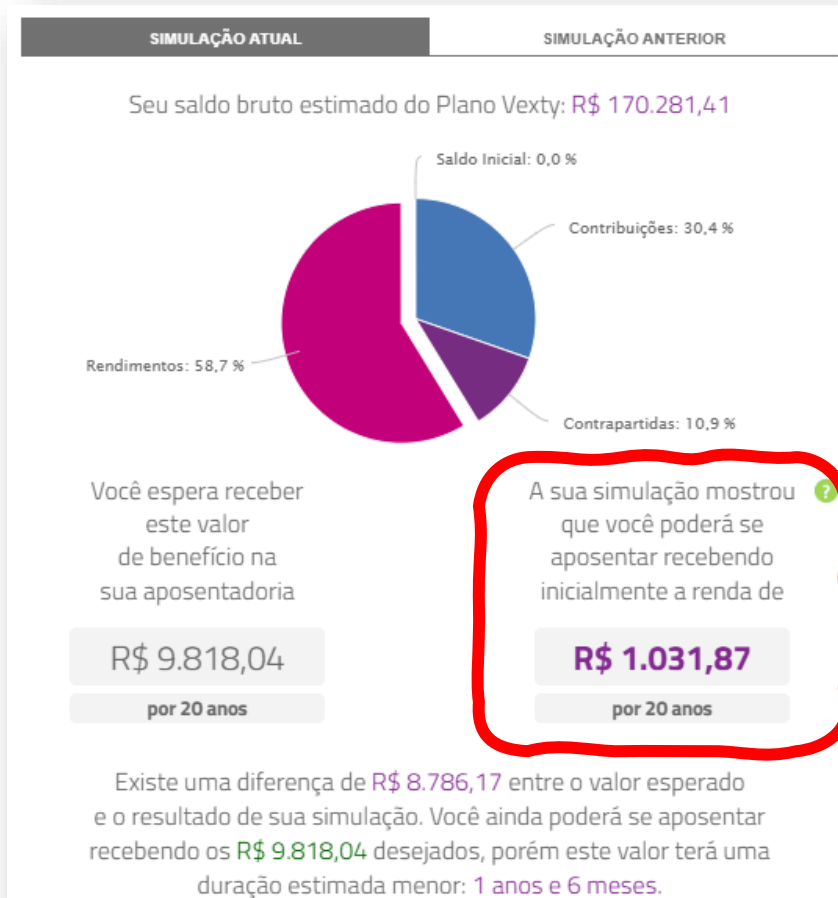 SIMULAÇÃO ATUAL
SIMULAÇÃO ANTERIOR
Seu saldo bruto estimado do Plano Vexty: R$ 170.281,41
Saldo Inicial: 0,0 %
Contribuições: 30,4 %
Rendimentos: 58,7 %
Contrapartidas: 10,9 %
Você espera receber
este valor
de benefício na
sua aposentadoria
R$ 9.818,04
por 20 anos
A sua simulação mostrou ?
que você poderá se
aposentar recebendo
inicialmente a renda de
R$ 1.031,87
por 20 anos
Existe uma diferença de R$ 8.786,17 entre o valor esperado
e o resultado de sua simulação. Você ainda poderá se aposentar
recebendo os R$ 9.818,04 desejados, porém este valor terá uma
duração estimada menor: 1 anos e 6 meses.